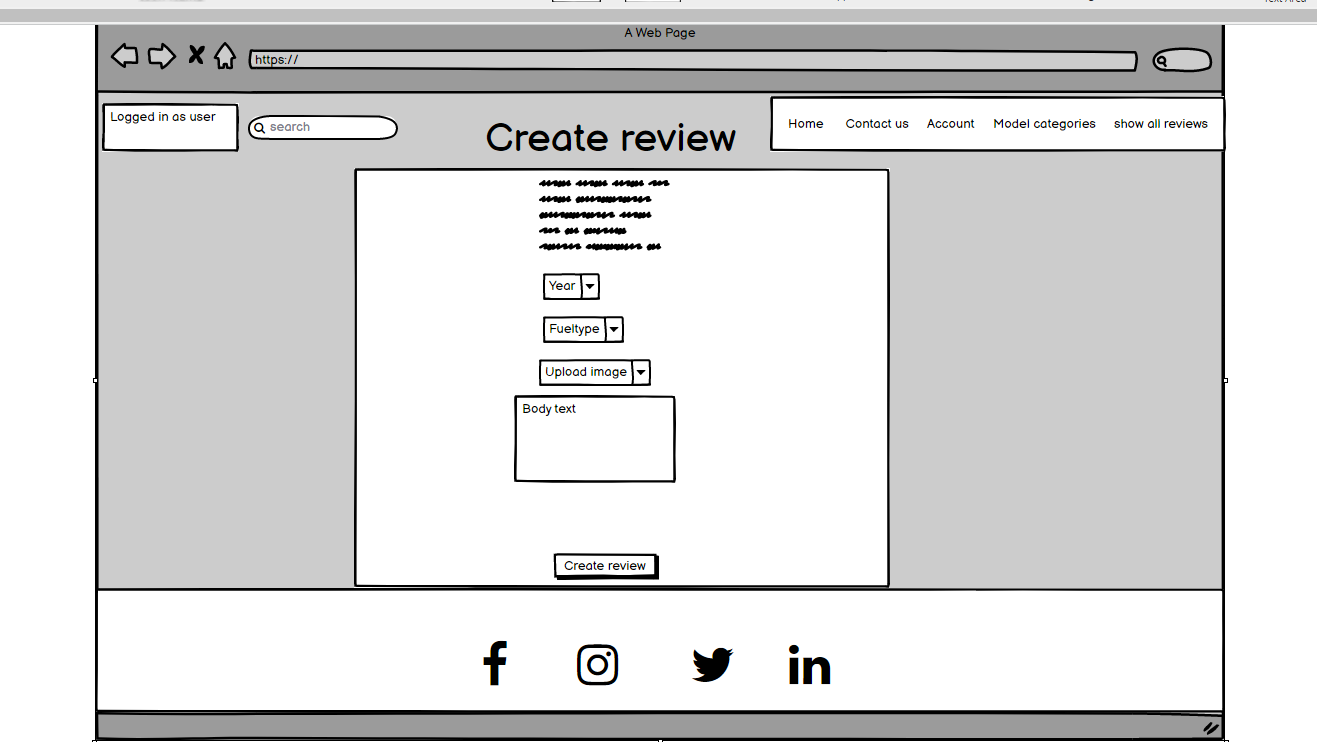 A Web Page
https://
Logged in as user
search
Create review
Home Contact us Account Model categories show all reviews
Year
Fueltype
Upload image
Body text
Create review